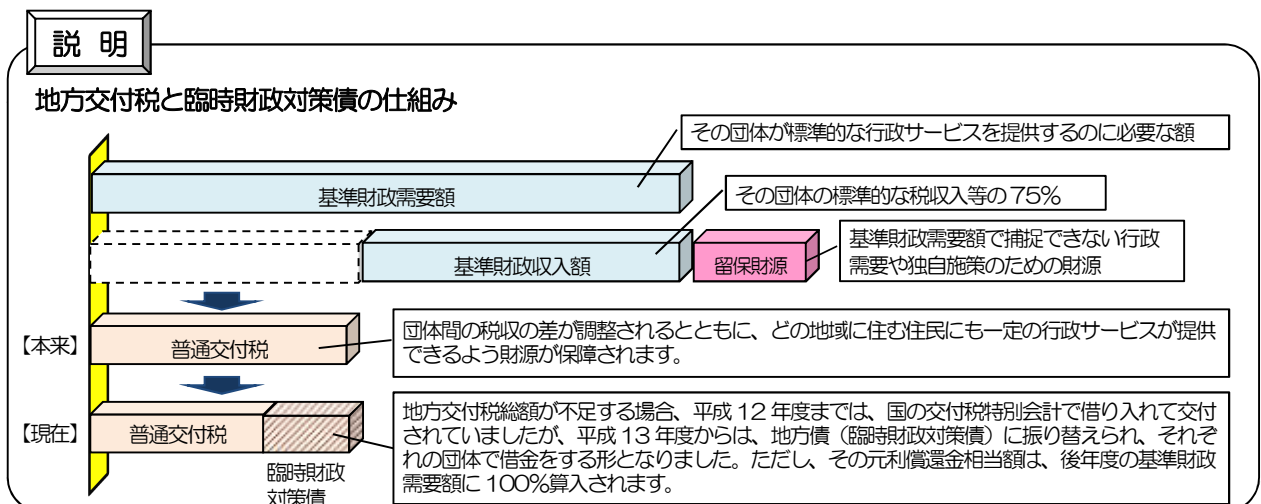 説 明
地方交付税と臨時財政対策債の仕組み
その団体が標準的な行政サービスを提供するのに必要な額
基準財政需要額
その団体の標準的な税収入等の75%
基準財政収入額
留保財源
基準財政需要額で捕捉できない行政
需要や独自施策のための財源
【本来】
普通交付税
団体間の税収の差が調整されるとともに、どの地域に住む住民にも一定の行政サービスが提供
できるよう財源が保障されます。
【現在】
普通交付税
臨時財政
対策債
地方交付税総額が不足する場合、平成 12 年度までは、国の交付税特別会計で借り入れて交付
されていましたが、平成 13 年度からは、地方債（臨時財政対策債）に振り替えられ、それぞ
れの団体で借金をする形となりました。ただし、その元利償還金相当額は、後年度の基準財政
需要額に 100%算入されます。